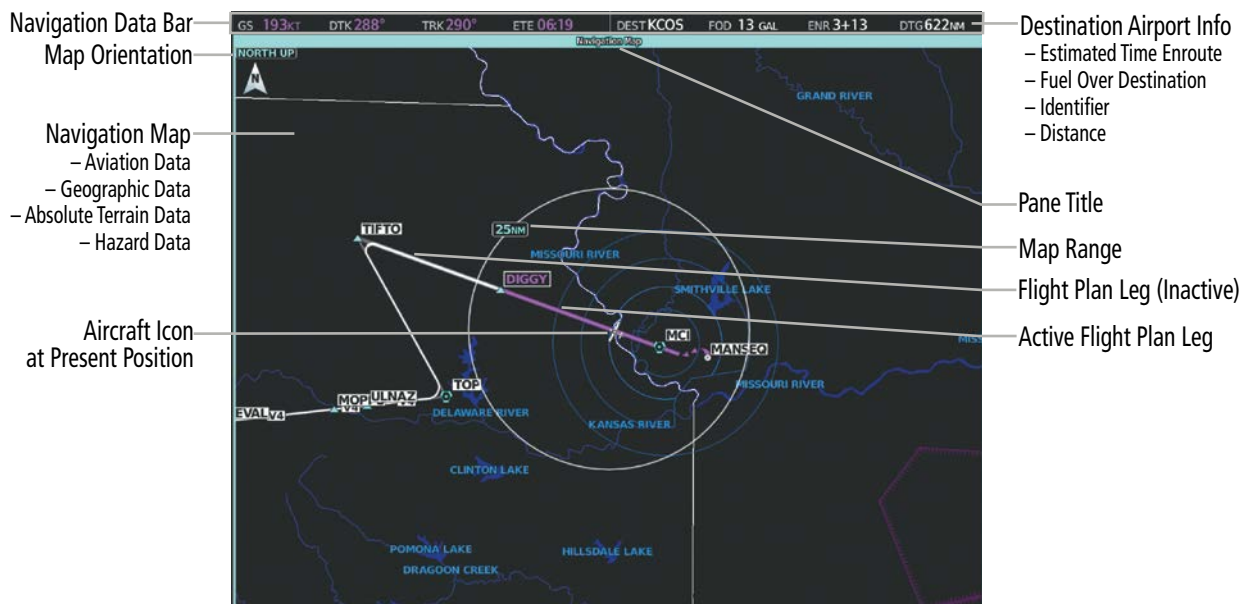 Navigation Data Bar
Map Orientation
Navigation Map
– Aviation Data
– Geographic Data
– Absolute Terrain Data
– Hazard Data
Aircraft Icon
at Present Position
GS 193KT DTK 288° TRK 290° ETE 06:19 DEST KCOS FOD 13 GAL ENR 3+13 DTG 622NM
Navigation Map
NORTH UP
N
GRAND RIVER
TIFTO
25NM
MISSOURI RIVER
DIGGY
SMITHVILLE LAKE
MCI
MANSEQ
MISS
MISSOURI RIVER
TOP
MOP ULNAZ
V4
EVAL V4
DELAWARE RIVER
KANSAS RIVER
CLINTON LAKE
POMONA LAKE
HILLSDALE LAKE
DRAGOON CREEK
Destination Airport Info
– Estimated Time Enroute
– Fuel Over Destination
– Identifier
– Distance
Pane Title
Map Range
Flight Plan Leg (Inactive)
Active Flight Plan Leg